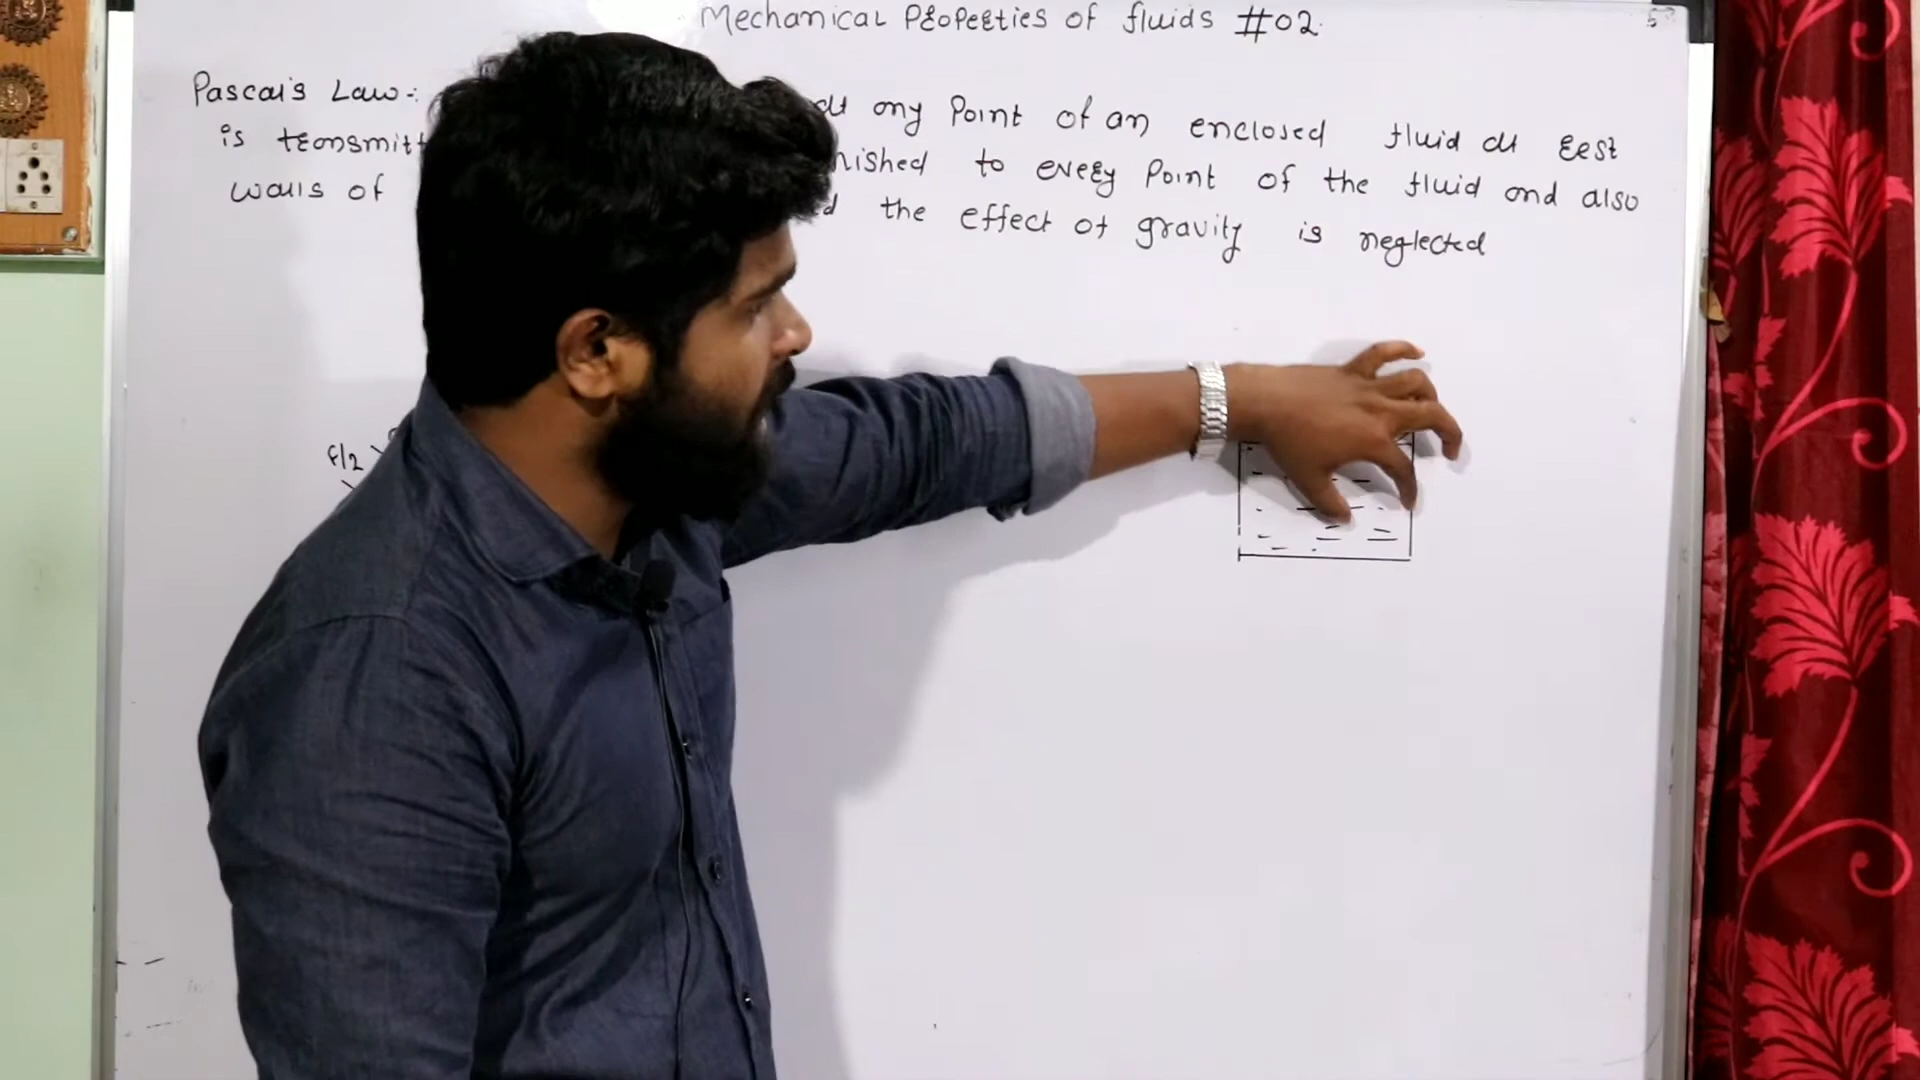 Mechanical Properties of fluids #02
Pascal's Law :- at any Point of an enclosed fluid at rest
is transmitt nished to every Point of the fluid and also
walls of d the effect of gravity is neglected
F/2